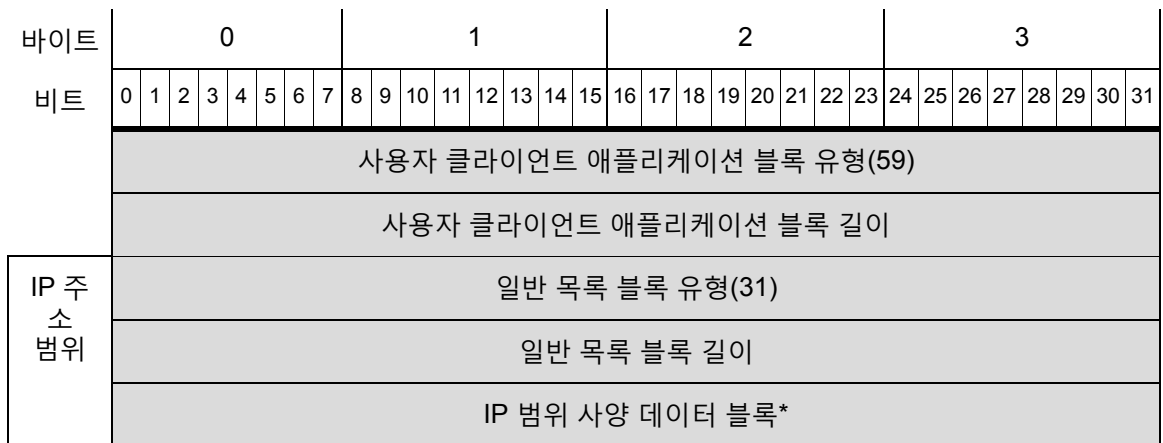 바이트 0 1 2 3
비트 0 1 2 3 4 5 6 7 8 9 10 11 12 13 14 15 16 17 18 19 20 21 22 23 24 25 26 27 28 29 30 31
사용자 클라이언트 애플리케이션 블록 유형(59)
사용자 클라이언트 애플리케이션 블록 길이
IP 주
소
범위
일반 목록 블록 유형(31)
일반 목록 블록 길이
IP 범위 사양 데이터 블록*